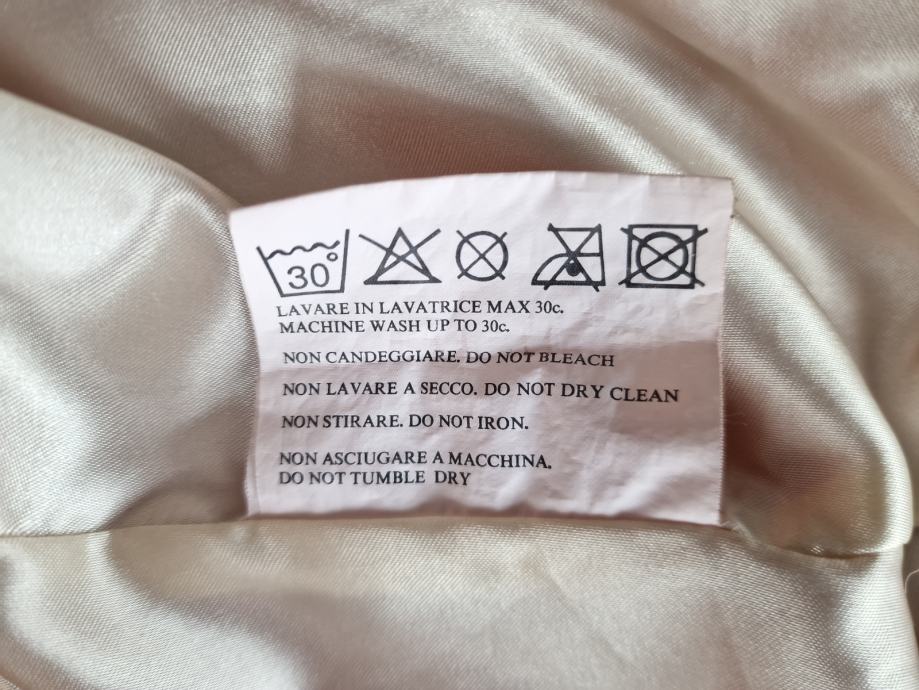 30°
LAVARE IN LAVATRICE MAX 30c.
MACHINE WASH UP TO 30c.
NON CANDEGGIARE. DO NOT BLEACH
NON LAVARE A SECCO. DO NOT DRY CLEAN
NON STIRARE. DO NOT IRON.
NON ASCIUGARE A MACCHINA.
DO NOT TUMBLE DRY